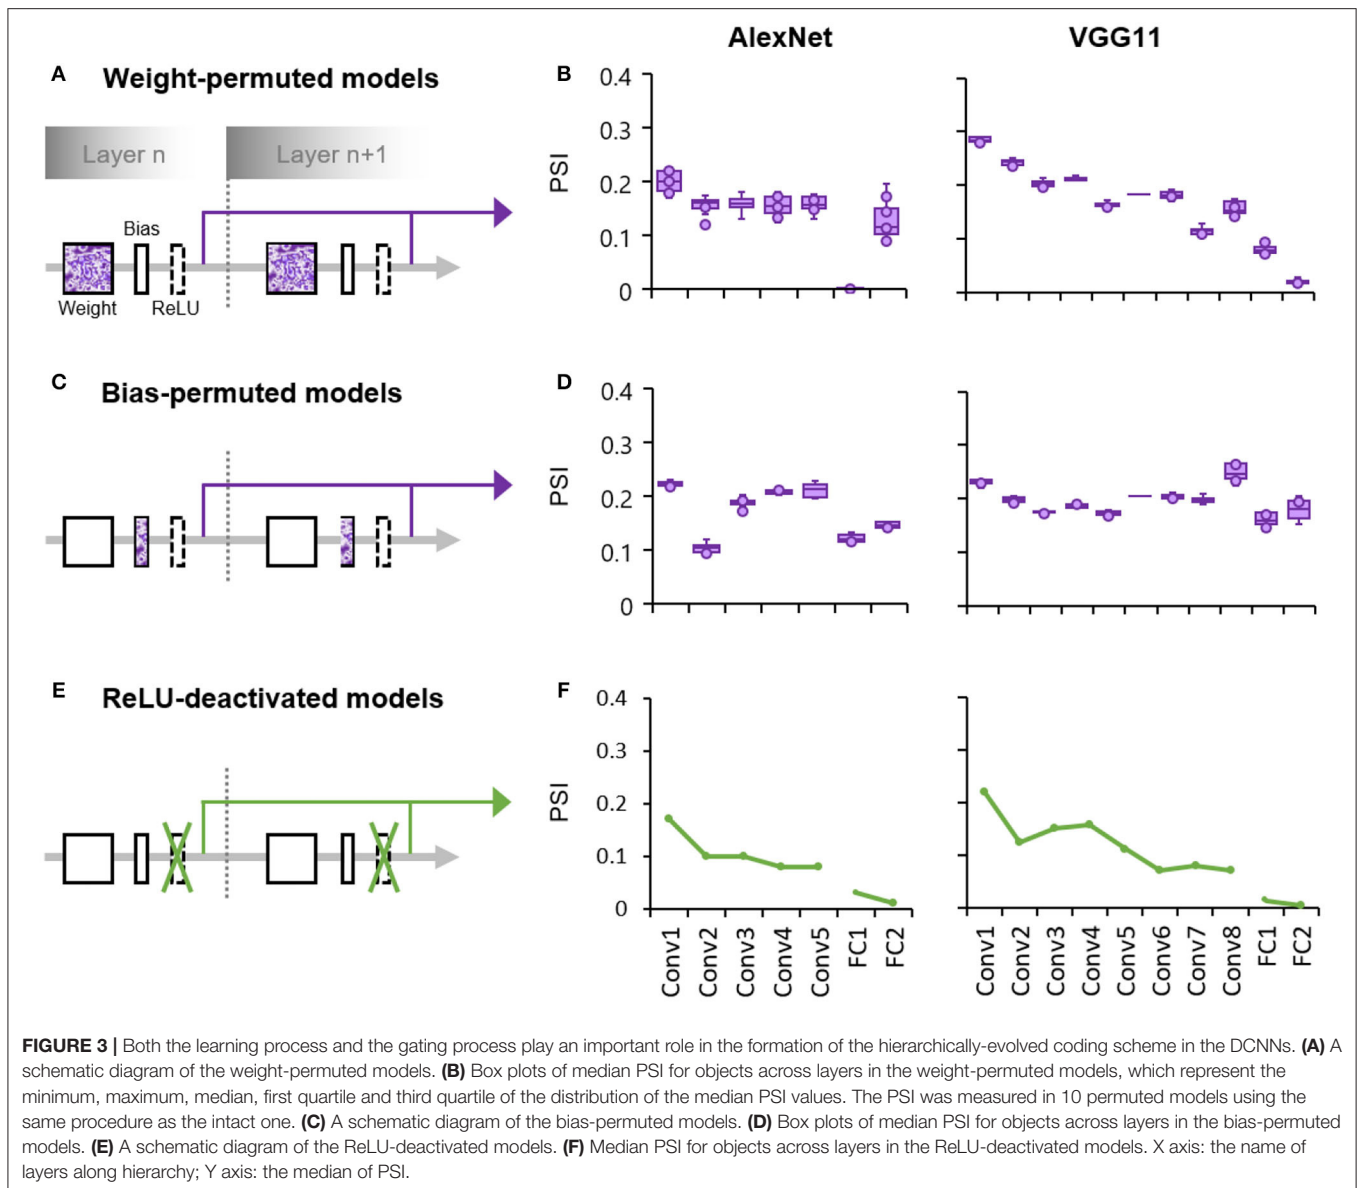 AlexNet
VGG11
A
Weight-permuted models
Layer n
Layer n+1
Bias
Weight
ReLU
B
PSI
0.4
0.3
0.2
0.1
0
C
Bias-permuted models
D
PSI
0.4
0.3
0.2
0.1
0
E
ReLU-deactivated models
F
PSI
0.4
0.3
0.2
0.1
0
Conv1
Conv2
Conv3
Conv4
Conv5
FC1
FC2
Conv1
Conv2
Conv3
Conv4
Conv5
Conv6
Conv7
Conv8
FC1
FC2
FIGURE 3 | Both the learning process and the gating process play an important role in the formation of the hierarchically-evolved coding scheme in the DCNNs. (A) A
schematic diagram of the weight-permuted models. (B) Box plots of median PSI for objects across layers in the weight-permuted models, which represent the
minimum, maximum, median, first quartile and third quartile of the distribution of the median PSI values. The PSI was measured in 10 permuted models using the
same procedure as the intact one. (C) A schematic diagram of the bias-permuted models. (D) Box plots of median PSI for objects across layers in the bias-permuted
models. (E) A schematic diagram of the ReLU-deactivated models. (F) Median PSI for objects across layers in the ReLU-deactivated models. X axis: the name of
layers along hierarchy; Y axis: the median of PSI.